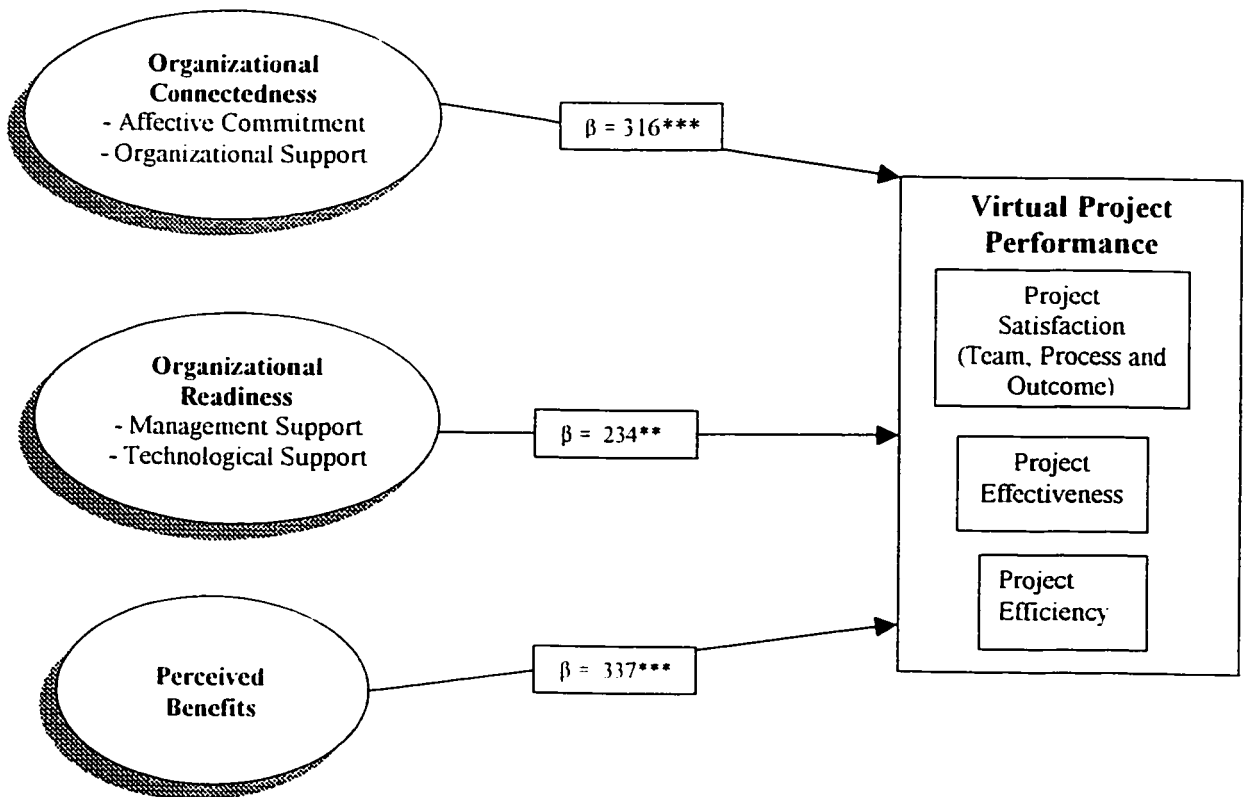 Organizational
Connectedness
- Affective Commitment
- Organizational Support
β = 316***
Virtual Project
Performance
Project
Satisfaction
(Team, Process and
Outcome)
Organizational
Readiness
- Management Support
- Technological Support
β = 234**
Project
Effectiveness
Project
Efficiency
Perceived
Benefits
β = 337***